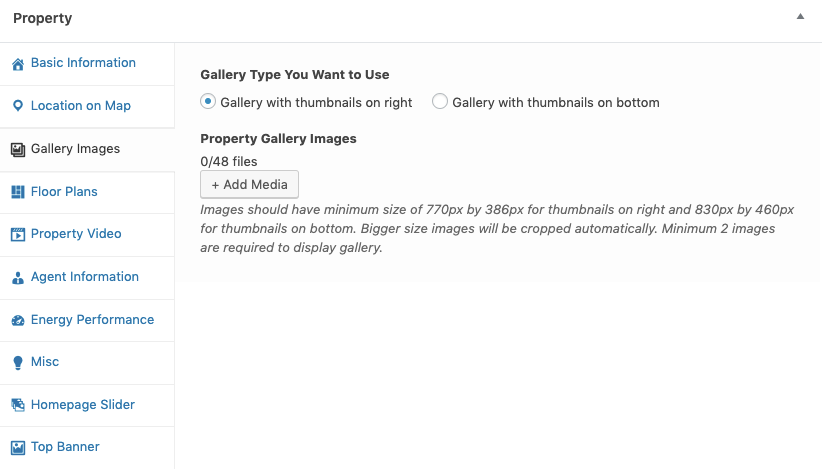 Property
Basic Information
Location on Map
Gallery Images
Floor Plans
Property Video
Agent Information
Energy Performance
Misc
Homepage Slider
Top Banner
Gallery Type You Want to Use
Gallery with thumbnails on right
Gallery with thumbnails on bottom
Property Gallery Images
0/48 files
+ Add Media
Images should have minimum size of 770px by 386px for thumbnails on right and 830px by 460px
for thumbnails on bottom. Bigger size images will be cropped automatically. Minimum 2 images
are required to display gallery.